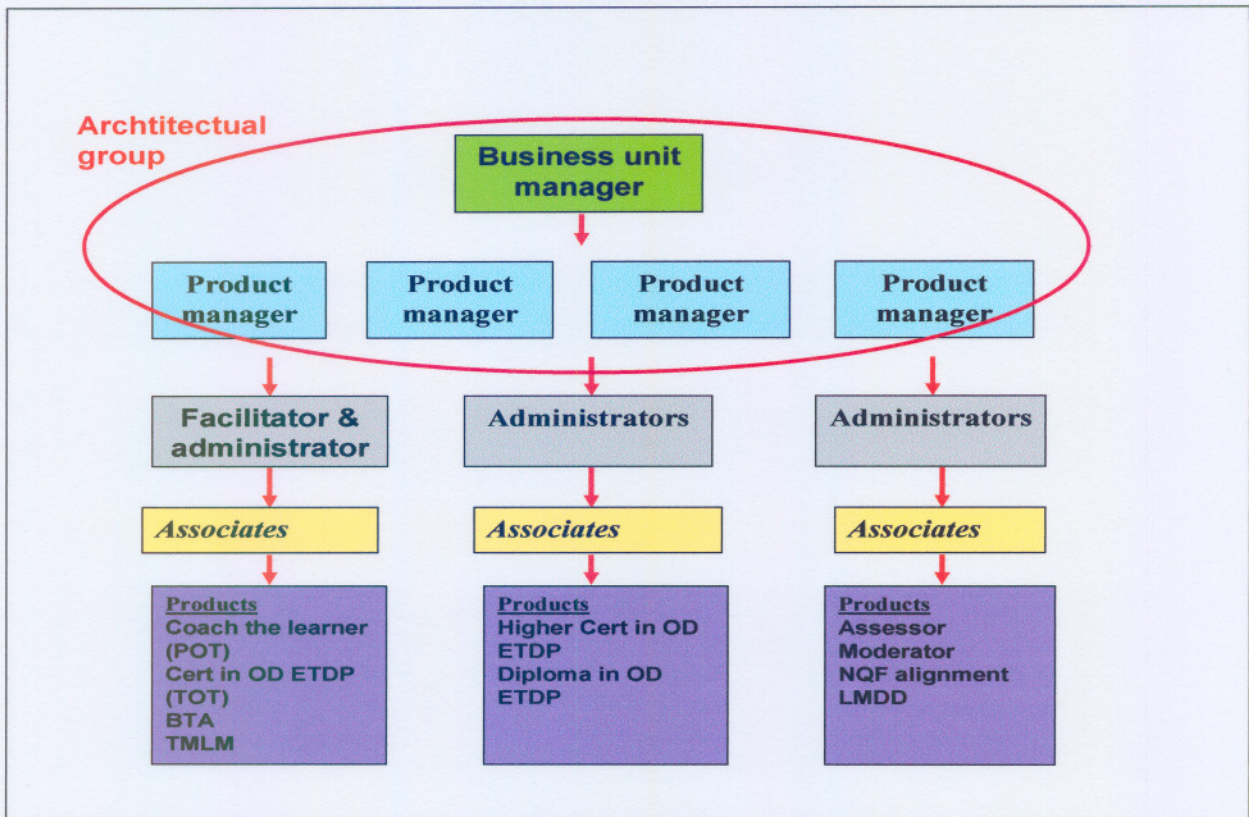 Archtitectual
group
Business unit
manager
Product
manager
Product
manager
Product
manager
Product
manager
Facilitator &
administrator
Administrators
Administrators
Associates
Associates
Associates
Products
Coach the learner
(POT)
Cert in OD ETDP
(TOT)
BTA
TMLM
Products
Higher Cert in OD
ETDP
Diploma in OD
ETDP
Products
Assessor
Moderator
NQF alignment
LMDD